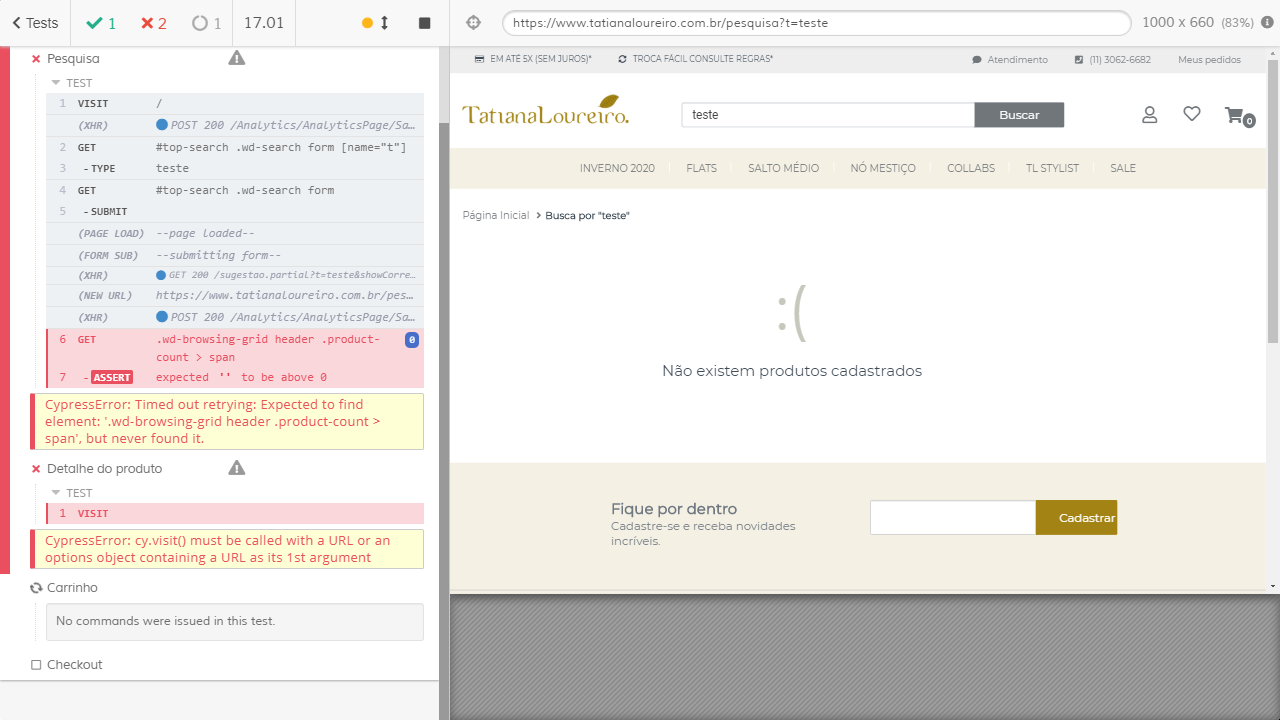 Tests
1
2
1
17.01
https://www.tatianaloureiro.com.br/pesquisa?t=teste
1000 x 660 (83%)
Pesquisa
TEST
1 VISIT /
(XHR) POST 200 /Analytics/AnalyticsPage/Sa…
2 GET #top-search .wd-search form [name="t"]
3 -TYPE teste
4 GET #top-search .wd-search form
5 -SUBMIT
(PAGE LOAD) --page loaded--
(FORM SUB) --submitting form--
(XHR) GET 200 /sugestao.partial?t=teste&showCorre…
(NEW URL) https://www.tatianaloureiro.com.br/pes…
(XHR) POST 200 /Analytics/AnalyticsPage/Sa…
6 GET .wd-browsing-grid header .product-
count > span
0
7 -ASSERT expected '' to be above 0
CypressError: Timed out retrying: Expected to find
element: '.wd-browsing-grid header .product-count >
span', but never found it.
Detalhe do produto
TEST
1 VISIT
CypressError: cy.visit() must be called with a URL or an
options object containing a URL as its 1st argument
Carrinho
No commands were issued in this test.
Checkout
EM ATÉ 5X (SEM JUROS)*
TROCA FÁCIL CONSULTE REGRAS*
Atendimento
(11) 3062-6682
Meus pedidos
TatianaLoureiro.
teste
Buscar
0
INVERNO 2020
FLATS
SALTO MÉDIO
NÓ MESTIÇO
COLLABS
TL STYLIST
SALE
Página Inicial
Busca por "teste"
:(
Não existem produtos cadastrados
Fique por dentro
Cadastre-se e receba novidades
incríveis.
Cadastrar